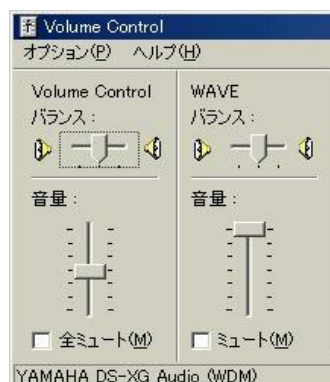 Volume Control
オプション(P) ヘルプ(H)
Volume Control
バランス:
音量:
全ミュート(M)
WAVE
バランス:
音量:
ミュート(M)
YAMAHA DS-XG Audio (WDM)